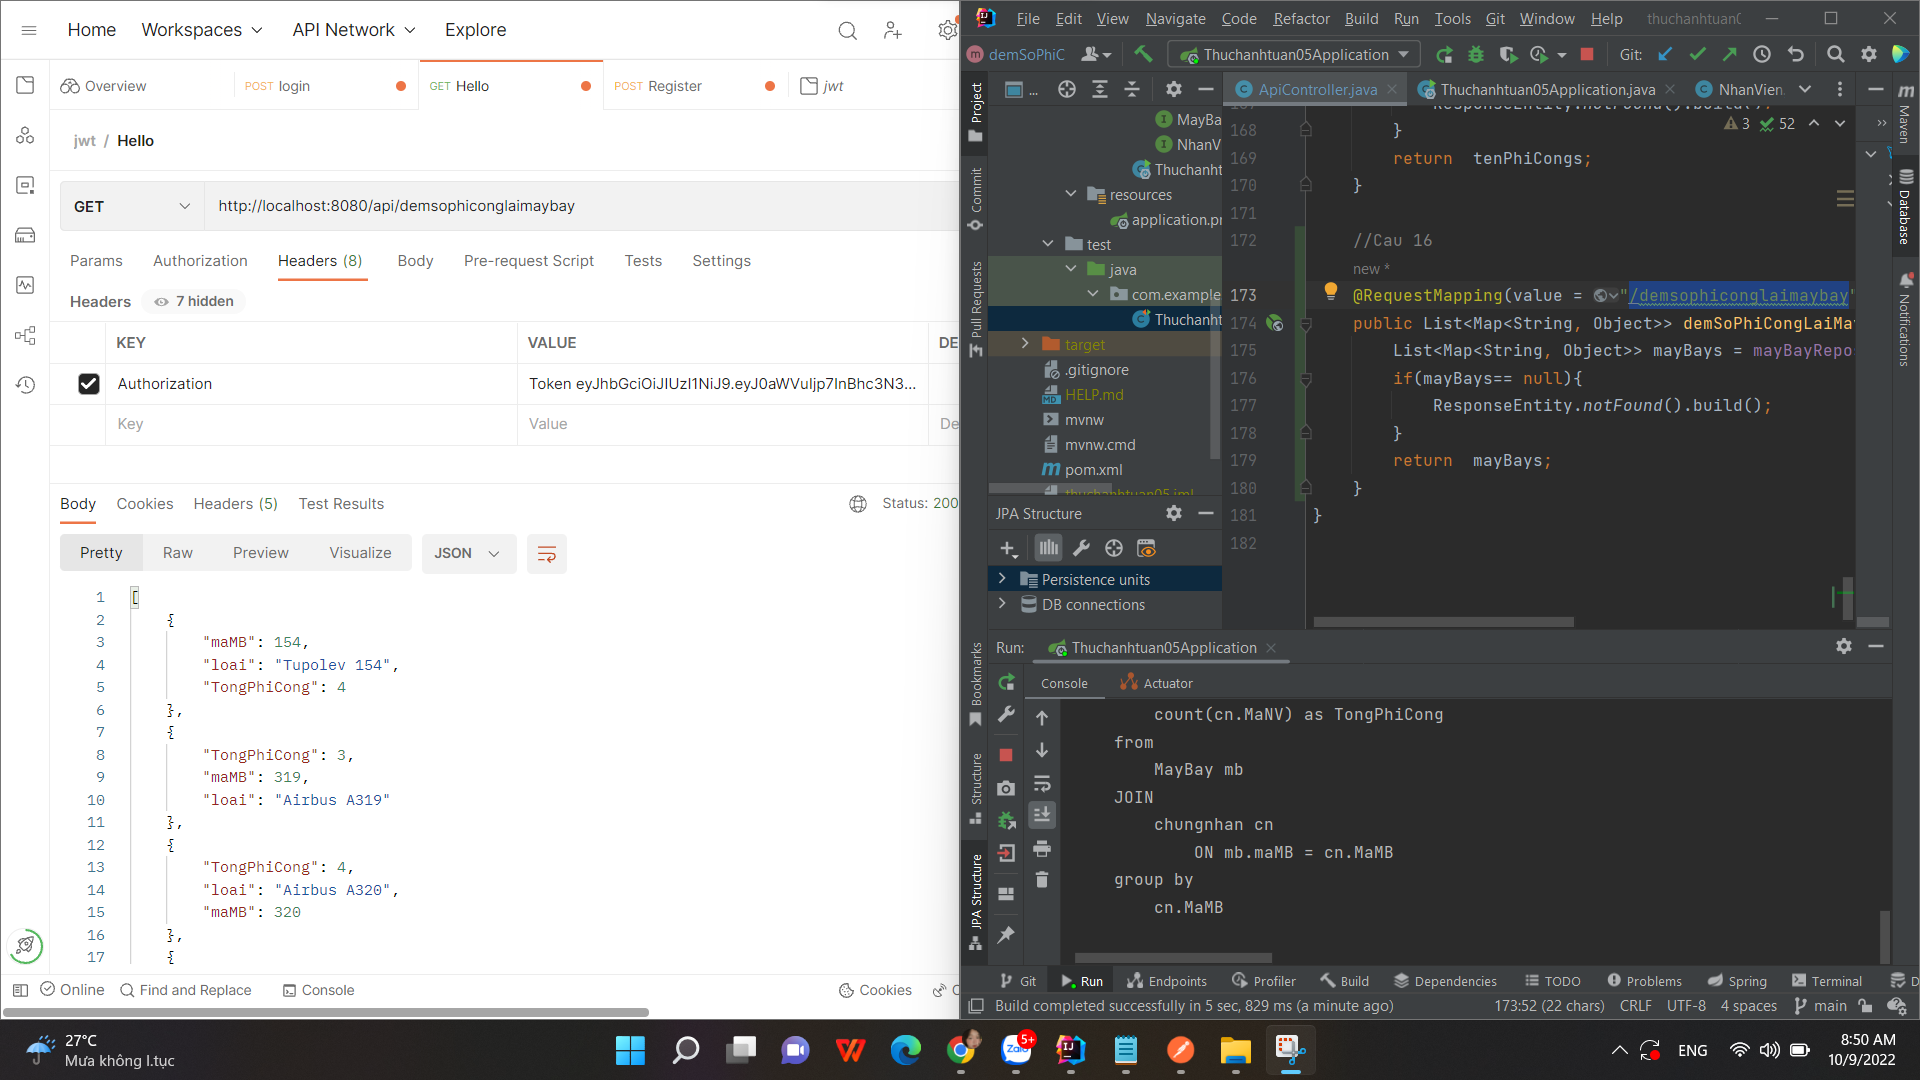 Home Workspaces API Network Explore
Overview POST login GET Hello POST Register jwt
jwt / Hello
GET http://localhost:8080/api/demsophiconglaimaybay
Params Authorization Headers (8) Body Pre-request Script Tests Settings
Headers 7 hidden
KEY VALUE DE
Authorization Token eyJhbGciOiJIUzI1NiJ9.eyJ0aWVuIjp7InBhc3N3...
Key Value De
Body Cookies Headers (5) Test Results Status: 200
Pretty Raw Preview Visualize JSON
1 [
2 {
3 "maMB": 154,
4 "loai": "Tupolev 154",
5 "TongPhiCong": 4
6 },
7 {
8 "TongPhiCong": 3,
9 "maMB": 319,
10 "loai": "Airbus A319"
11 },
12 {
13 "TongPhiCong": 4,
14 "loai": "Airbus A320",
15 "maMB": 320
16 },
17 {
Online Find and Replace Console Cookies
File Edit View Navigate Code Refactor Build Run Tools Git Window Help thuchanhtuan0
demSoPhiC Thuchanhtuan05Application Git:
Project
Commit
Pull Requests
Bookmarks
Structure
JPA Structure
...
ApiController.java Thuchanhtuan05Application.java NhanVien.
MayBa
NhanV
Thuchanht
resources
application.pr
test
java
com.example
Thuchanht
target
.gitignore
HELP.md
mvnw
mvnw.cmd
pom.xml
thuchanhtuan05.iml
JPA Structure
Persistence units
DB connections
3 52
167 ResponseEntity.notFound().build();
168 }
169 return tenPhiCongs;
170 }
171
172 //Cau 16
new *
173 @RequestMapping(value = "/demsophiconglaimaybay"
174 public List<Map<String, Object>> demSoPhiCongLaiMa
175 List<Map<String, Object>> mayBays = mayBayRepos
176 if(mayBays== null){
177 ResponseEntity.notFound().build();
178 }
179 return mayBays;
180 }
181 }
182
Maven
Database
Notifications
Run: Thuchanhtuan05Application
Console Actuator
count(cn.MaNV) as TongPhiCong
from
MayBay mb
JOIN
chungnhan cn
ON mb.maMB = cn.MaMB
group by
cn.MaMB
Git Run Endpoints Profiler Build Dependencies TODO Problems Spring Terminal D
Build completed successfully in 5 sec, 829 ms (a minute ago) 173:52 (22 chars) CRLF UTF-8 4 spaces main
27°C
Mưa không l.tục
Zalo 5+
ENG
8:50 AM
10/9/2022